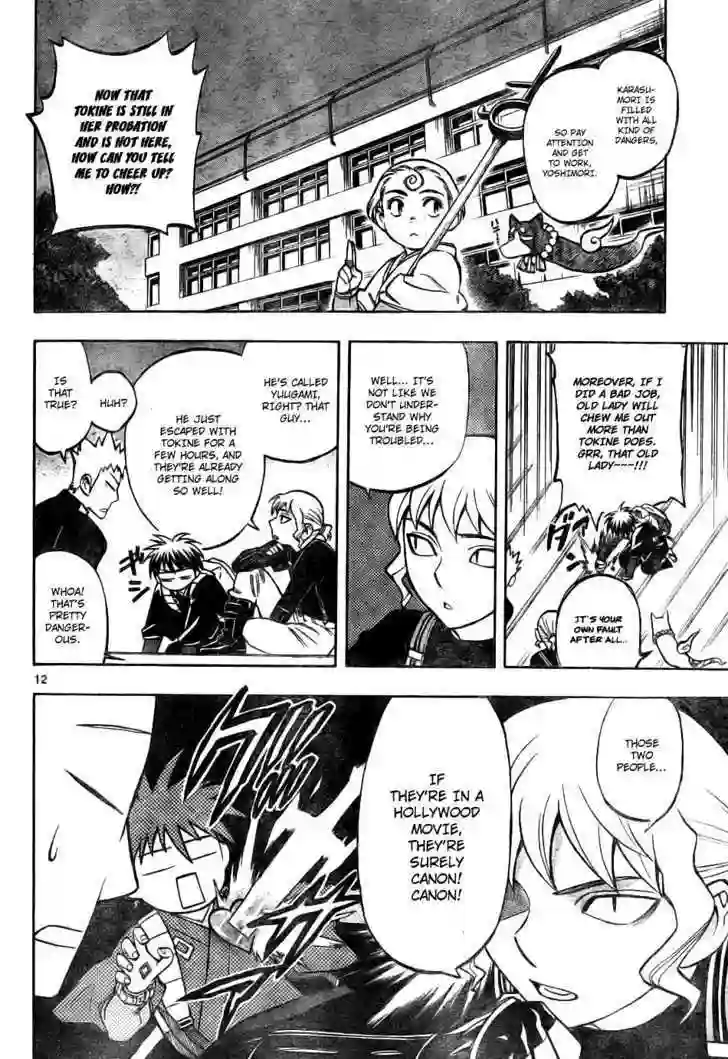 KARASU-
MORI IS
FILLED
WITH ALL
KIND OF
DANGERS,
SO PAY
ATTENTION
AND GET
TO WORK,
YOSHIMORI.
NOW THAT
TOKINE IS STILL IN
HER PROBATION
AND IS NOT HERE,
HOW CAN YOU TELL
ME TO CHEER UP?
HOW?!
MOREOVER, IF I
DID A BAD JOB,
OLD LADY WILL
CHEW ME OUT
MORE THAN
TOKINE DOES.
GRR, THAT OLD
LADY~~~!!!
IT'S YOUR
OWN FAULT
AFTER ALL..
WELL... IT'S
NOT LIKE WE
DON'T UNDER-
STAND WHY
YOU'RE BEING
TROUBLED...
HE'S CALLED
YUUGAMI,
RIGHT? THAT
GUY...
HE JUST
ESCAPED WITH
TOKINE FOR A
FEW HOURS, AND
THEY'RE ALREADY
GETTING ALONG
SO WELL!
HUH?
IS
THAT
TRUE?
WHOA!
THAT'S
PRETTY
DANGER-
OUS.
12
THOSE
TWO
PEOPLE...
IF
THEY'RE IN A
HOLLYWOOD
MOVIE,
THEY'RE
SURELY
CANON!
CANON!